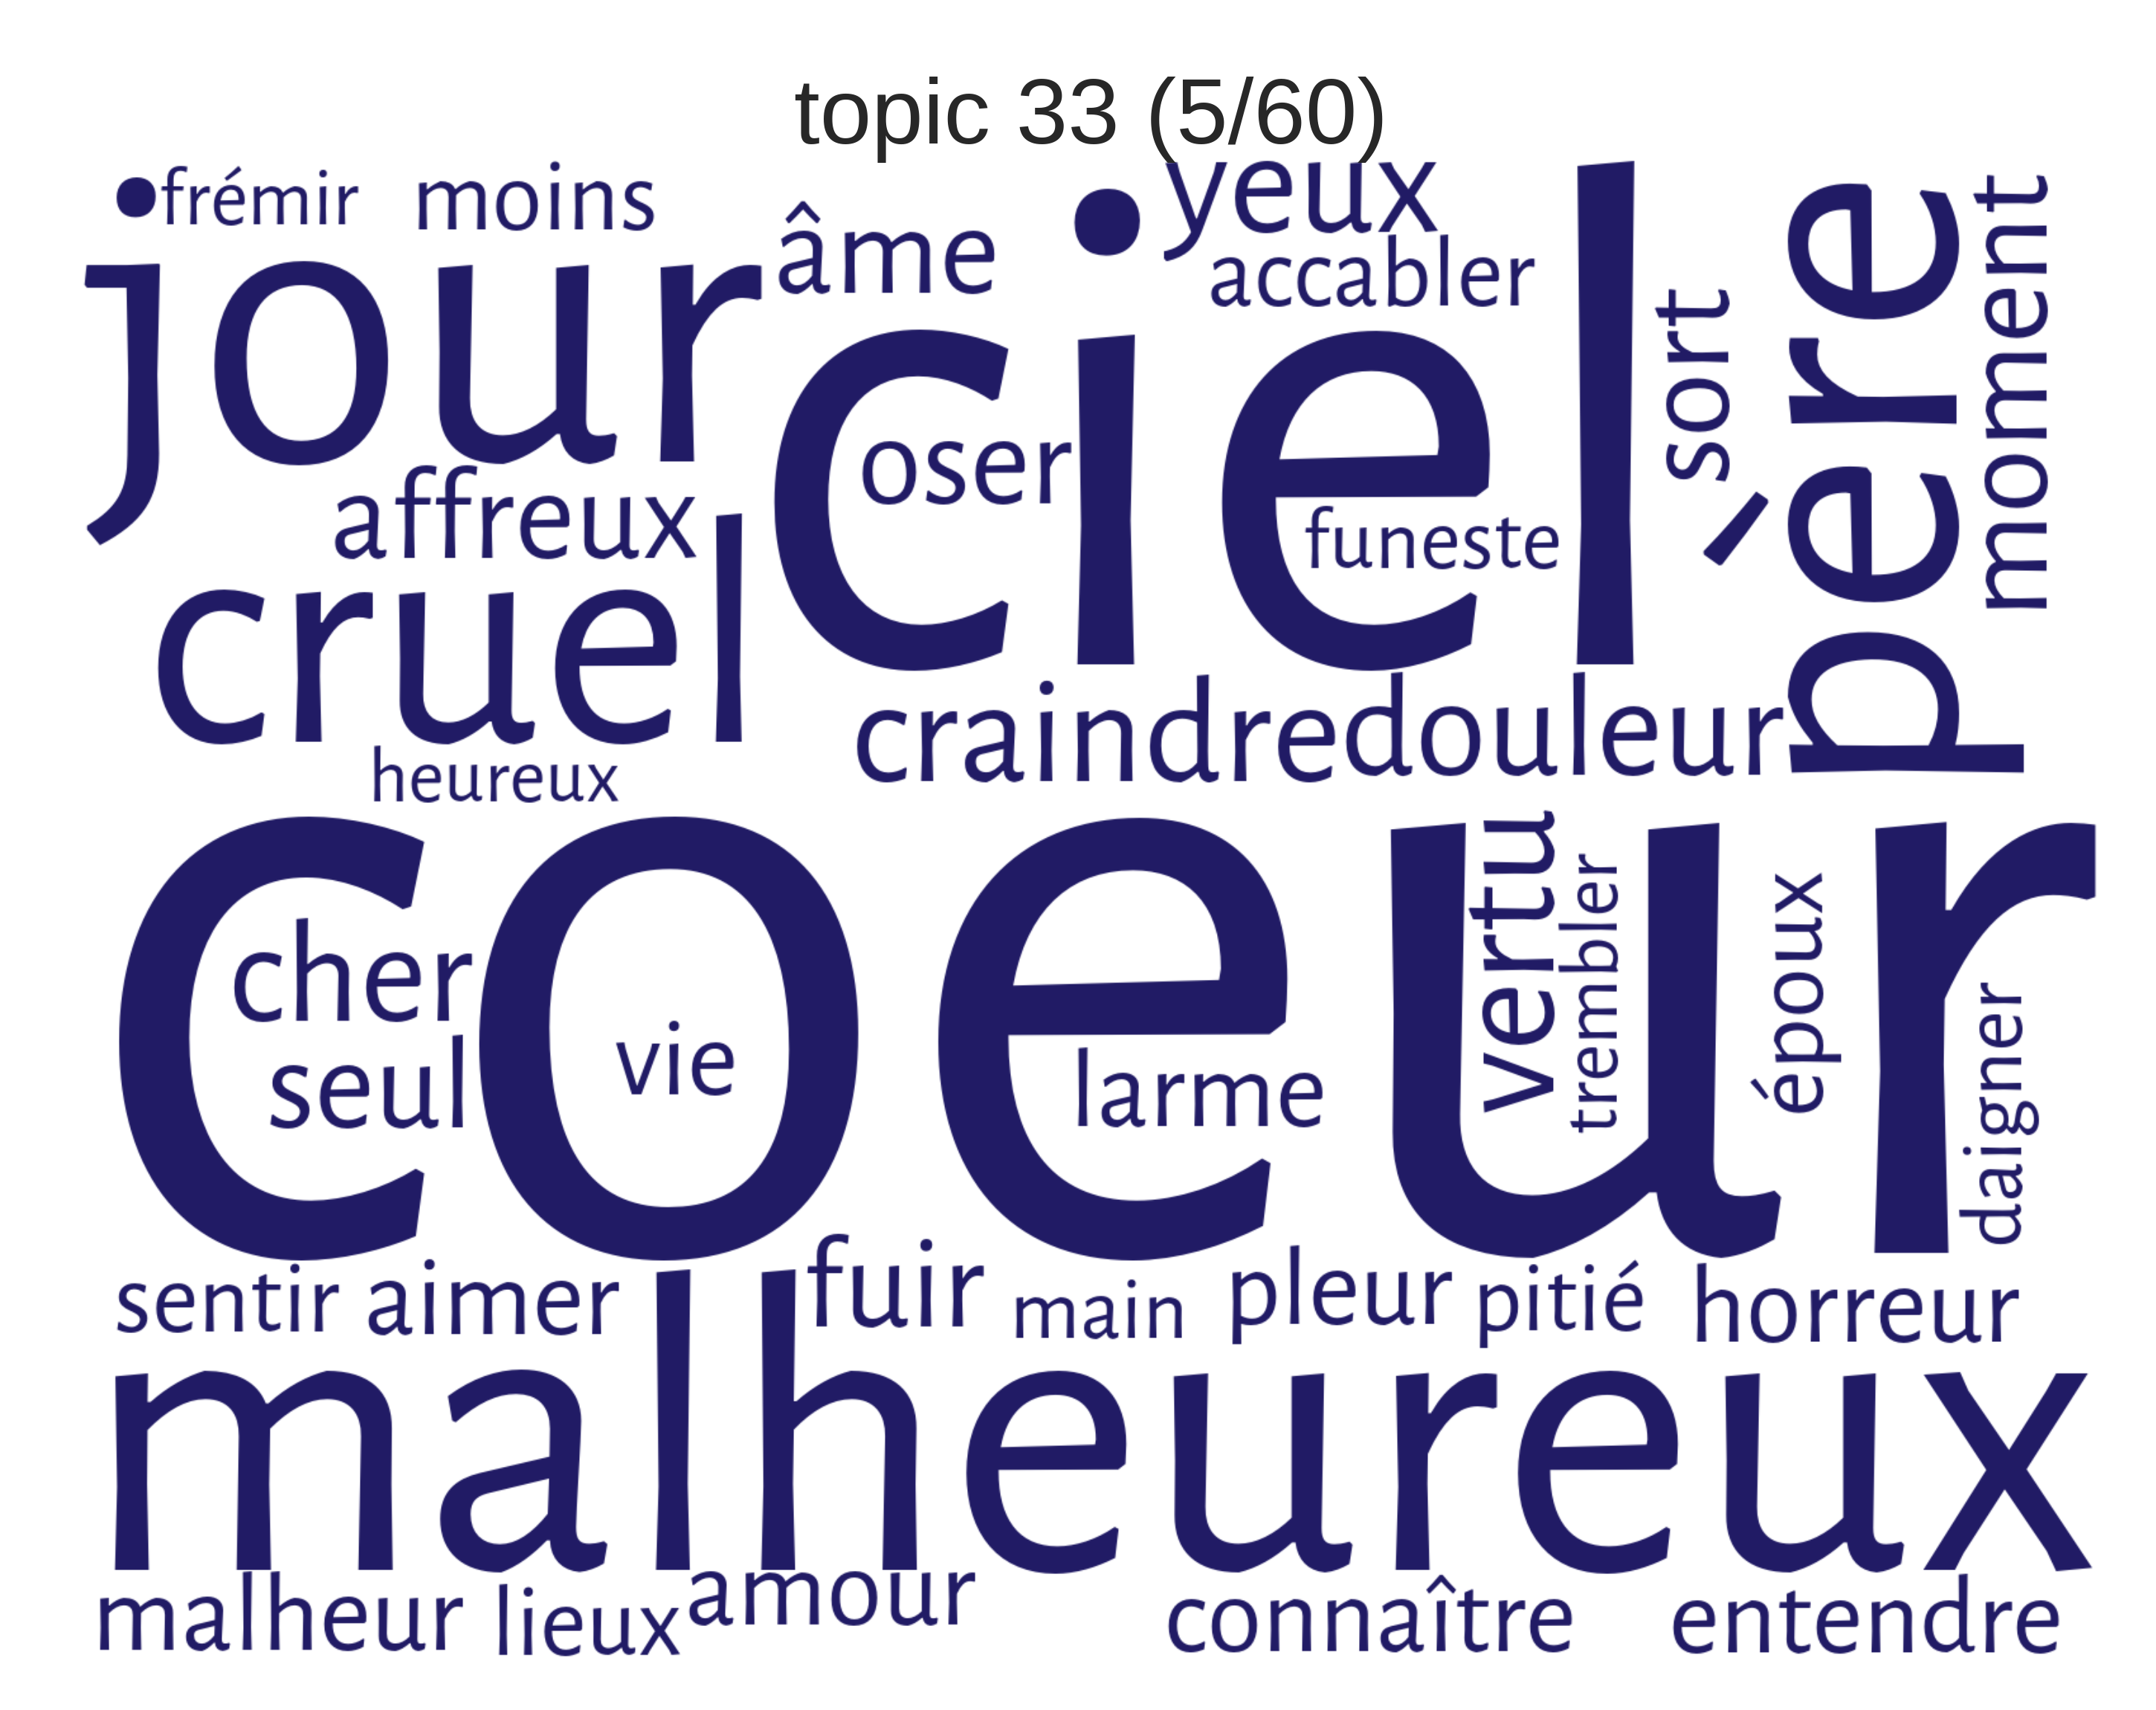 topic 33 (5/60)
frémir
moins
yeux
âme
accabler
jour
ciel
sort
père
moment
oser
affreux
funeste
cruel
craindre
douleur
heureux
coeur
cher
seul
vie
larme
vertu
trembler
époux
daigner
sentir
aimer
fuir
main
pleur
pitié
horreur
malheureux
malheur
lieux
amour
connaître
entendre